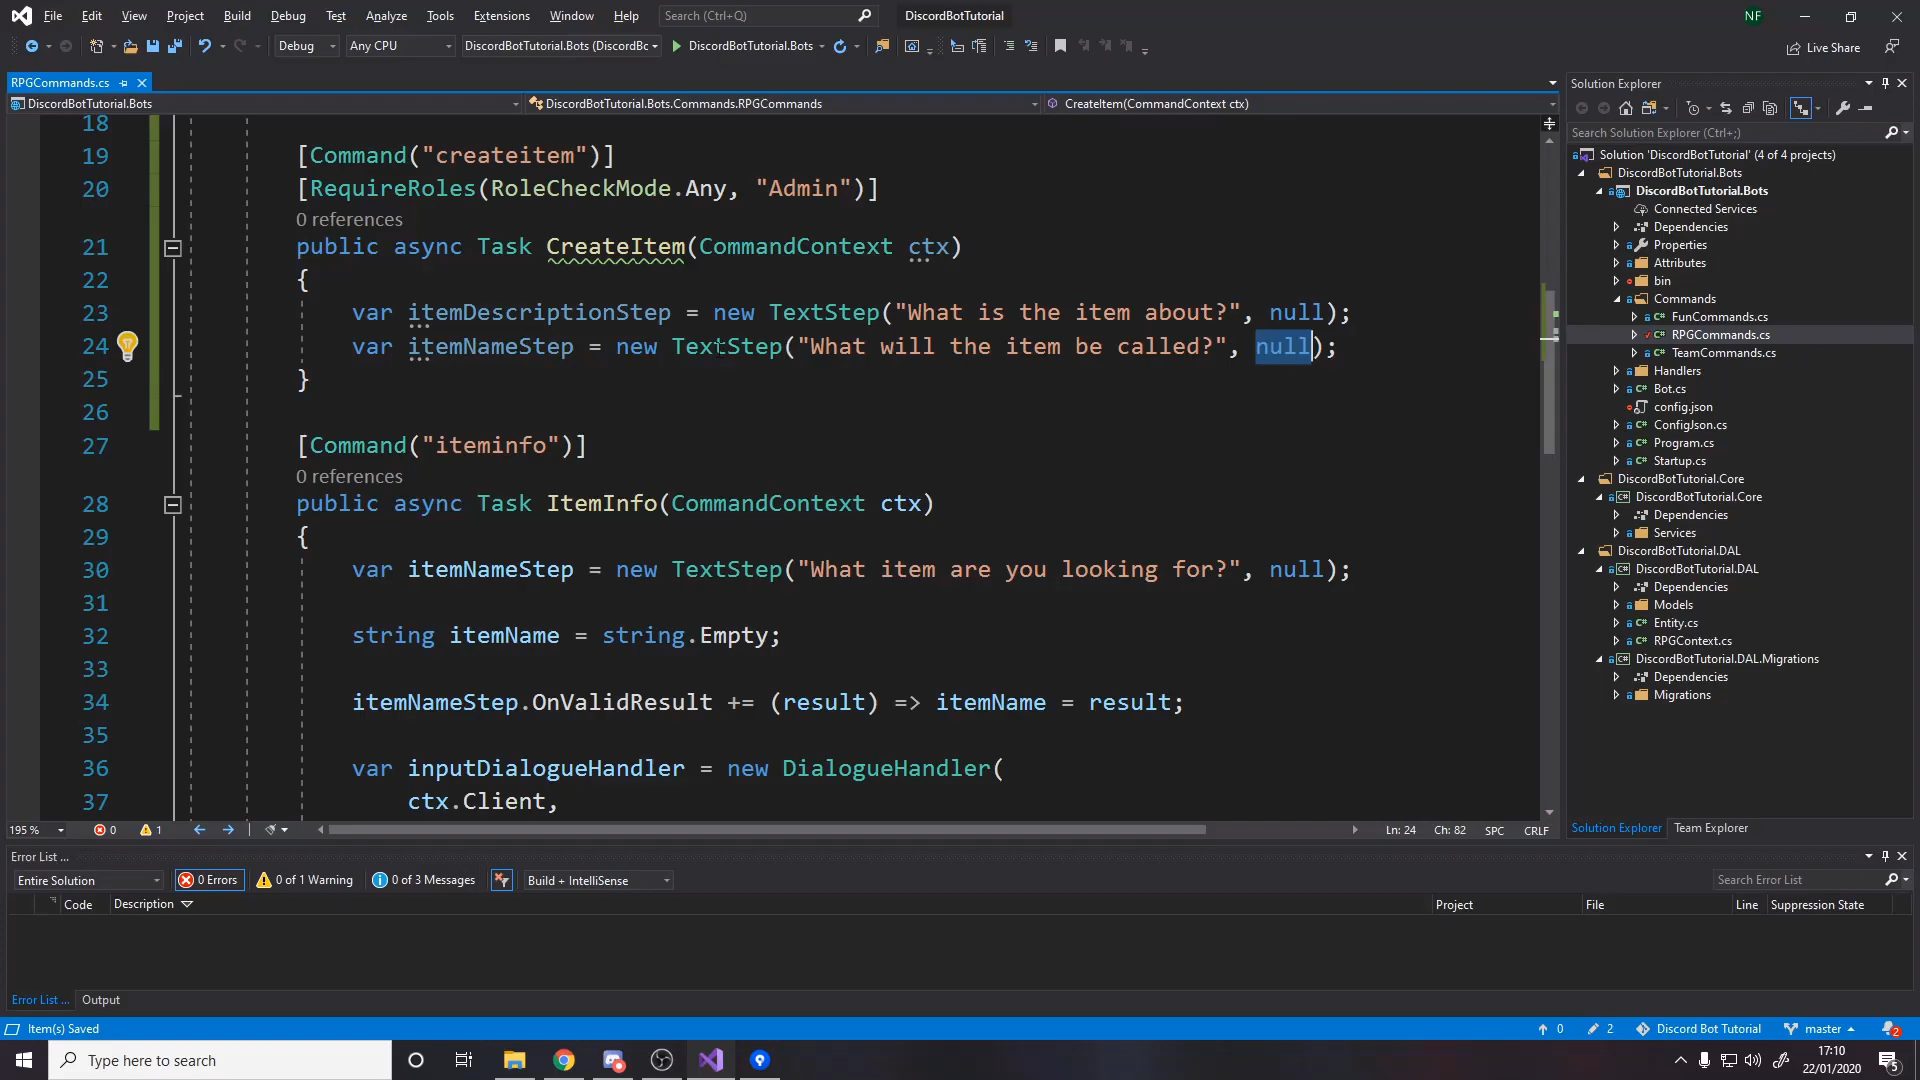 File Edit View Project Build Debug Test Analyze Tools Extensions Window Help Search (Ctrl+Q) DiscordBotTutorial NF
Debug Any CPU DiscordBotTutorial.Bots (DiscordBc DiscordBotTutorial.Bots Live Share
RPGCommands.cs
DiscordBotTutorial.Bots DiscordBotTutorial.Bots.Commands.RPGCommands CreateItem(CommandContext ctx)
18
19 [Command("createitem")]
20 [RequireRoles(RoleCheckMode.Any, "Admin")]
0 references
21 public async Task CreateItem(CommandContext ctx)
22 {
23 var itemDescriptionStep = new TextStep("What is the item about?", null);
24 var itemNameStep = new TextStep("What will the item be called?", null);
25 }
26
27 [Command("iteminfo")]
0 references
28 public async Task ItemInfo(CommandContext ctx)
29 {
30 var itemNameStep = new TextStep("What item are you looking for?", null);
31
32 string itemName = string.Empty;
33
34 itemNameStep.OnValidResult += (result) => itemName = result;
35
36 var inputDialogueHandler = new DialogueHandler(
37 ctx.Client,
195 % 0 1 Ln: 24 Ch: 82 SPC CRLF
Solution Explorer
Search Solution Explorer (Ctrl+;)
Solution 'DiscordBotTutorial' (4 of 4 projects)
DiscordBotTutorial.Bots
DiscordBotTutorial.Bots
Connected Services
Dependencies
Properties
Attributes
bin
Commands
FunCommands.cs
RPGCommands.cs
TeamCommands.cs
Handlers
Bot.cs
config.json
ConfigJson.cs
Program.cs
Startup.cs
DiscordBotTutorial.Core
DiscordBotTutorial.Core
Dependencies
Services
DiscordBotTutorial.DAL
DiscordBotTutorial.DAL
Dependencies
Models
Entity.cs
RPGContext.cs
DiscordBotTutorial.DAL.Migrations
Dependencies
Migrations
Solution Explorer Team Explorer
Error List ...
Entire Solution 0 Errors 0 of 1 Warning 0 of 3 Messages Build + IntelliSense Search Error List
Code Description Project File Line Suppression State
Error List ... Output
Item(s) Saved 0 2 Discord Bot Tutorial master 2
Type here to search 17:10
22/01/2020 5